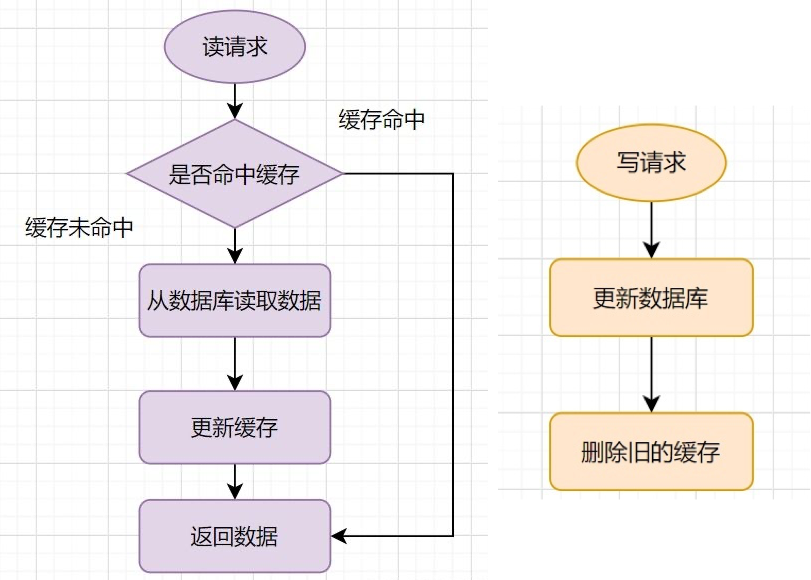 读请求
缓存命中
是否命中缓存
缓存未命中
从数据库读取数据
更新缓存
返回数据
写请求
更新数据库
删除旧的缓存